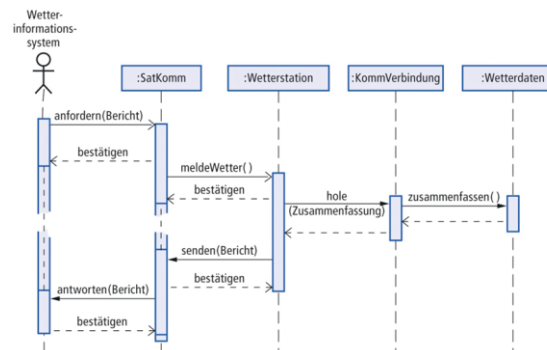 Wetter-
informations-
system
:SatKomm
:Wetterstation
:KommVerbindung
:Wetterdaten
anfordern(Bericht)
bestätigen
meldeWetter( )
bestätigen
hole
(Zusammenfassung)
zusammenfassen( )
senden(Bericht)
bestätigen
antworten(Bericht)
bestätigen